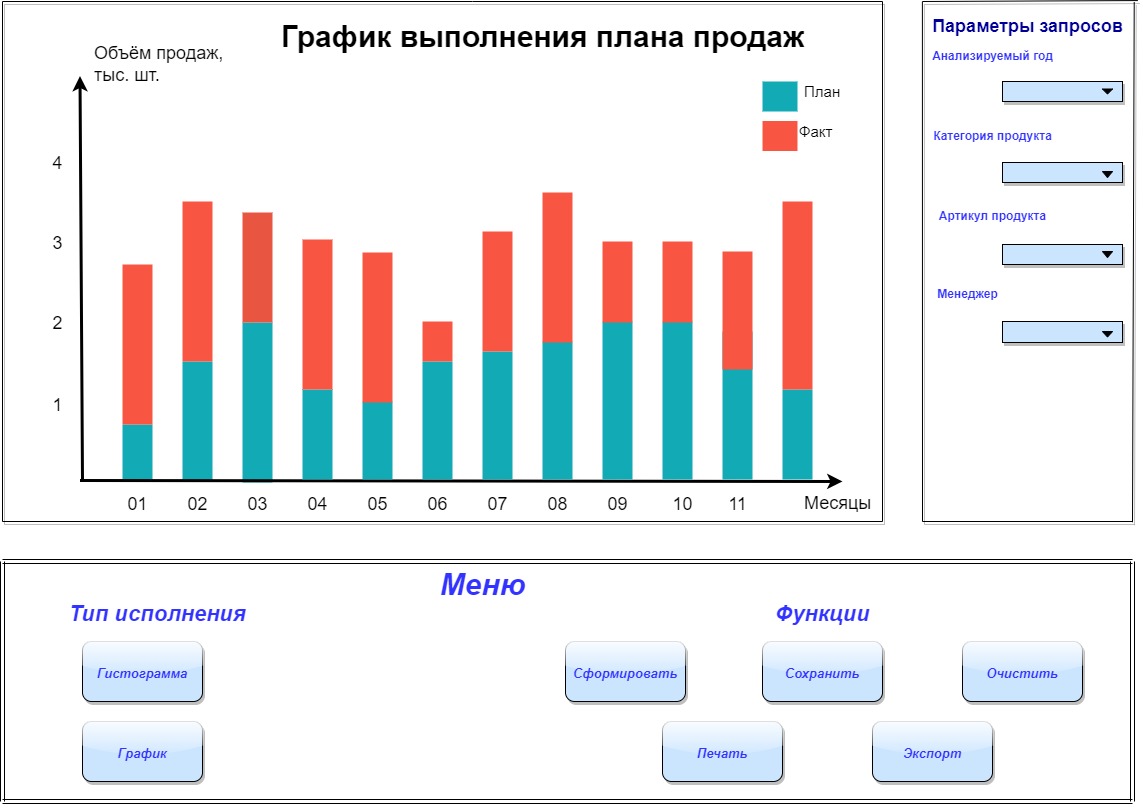 График выполнения плана продаж
Объём продаж,
тыс. шт.
План
Факт
4
3
2
1
01 02 03 04 05 06 07 08 09 10 11 Месяцы
Параметры запросов
Анализируемый год
Категория продукта
Артикул продукта
Менеджер
Меню
Тип исполнения
Функции
Гистограмма
Сформировать
Сохранить
Очистить
График
Печать
Экспорт